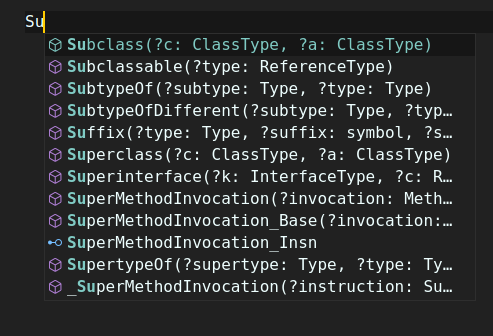 Su
Subclass(?c: ClassType, ?a: ClassType)
Subclassable(?type: ReferenceType)
SubtypeOf(?subtype: Type, ?type: Type)
SubtypeOfDifferent(?subtype: Type, ?typ…
Suffix(?type: Type, ?suffix: symbol, ?s…
Superclass(?c: ClassType, ?a: ClassType)
Superinterface(?k: InterfaceType, ?c: R…
SuperMethodInvocation(?invocation: Meth…
SuperMethodInvocation_Base(?invocation:…
SuperMethodInvocation_Insn
SupertypeOf(?supertype: Type, ?type: Ty…
_SuperMethodInvocation(?instruction: Su…